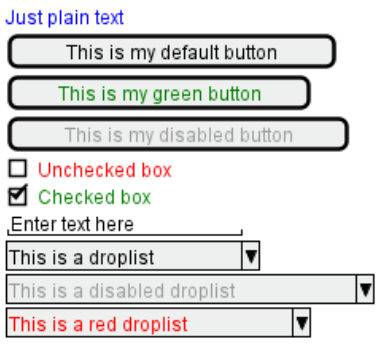 Just plain text
This is my default button
This is my green button
This is my disabled button
Unchecked box
Checked box
Enter text here
This is a droplist
This is a disabled droplist
This is a red droplist